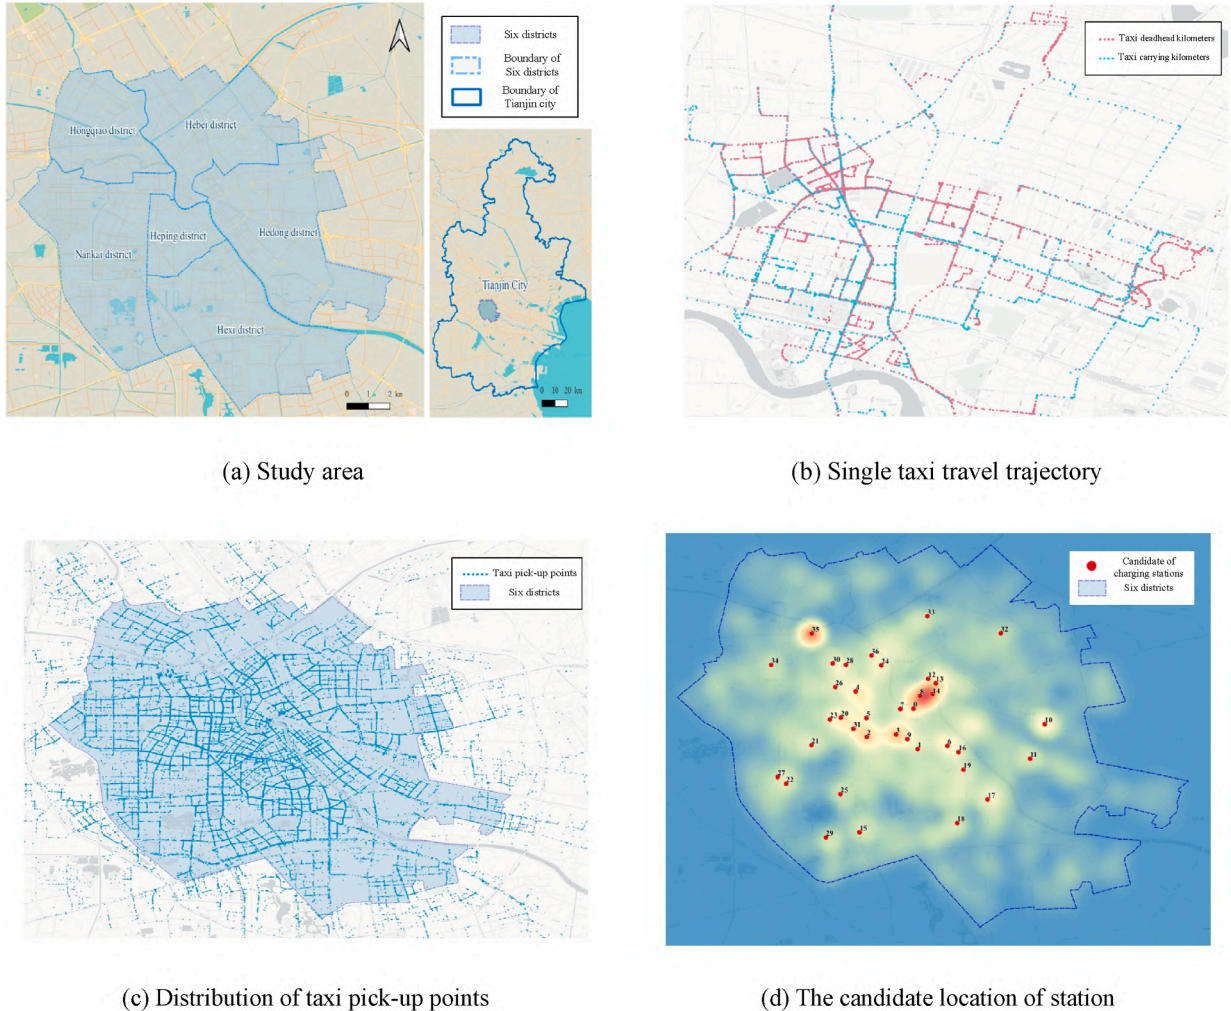 Six districts
Boundary of
Six districts
Boundary of
Tianjin city
Hongqiao district
Hebei district
Heping district
Hedong district
Nankai district
Hexi district
0 1 2 km
Tianjin City
0 10 20 km
(a) Study area
Taxi deadhead kilometers
Taxi carrying kilometers
(b) Single taxi travel trajectory
Taxi pick-up points
Six districts
(c) Distribution of taxi pick-up points
Candidate of
charging stations
Six districts
33
35
32
36
34
30
28
24
12
13
26
4
8
14
7
0
23
20
5
10
31
2
3
9
21
1
6
16
11
19
27
22
25
17
18
29
15
(d) The candidate location of station